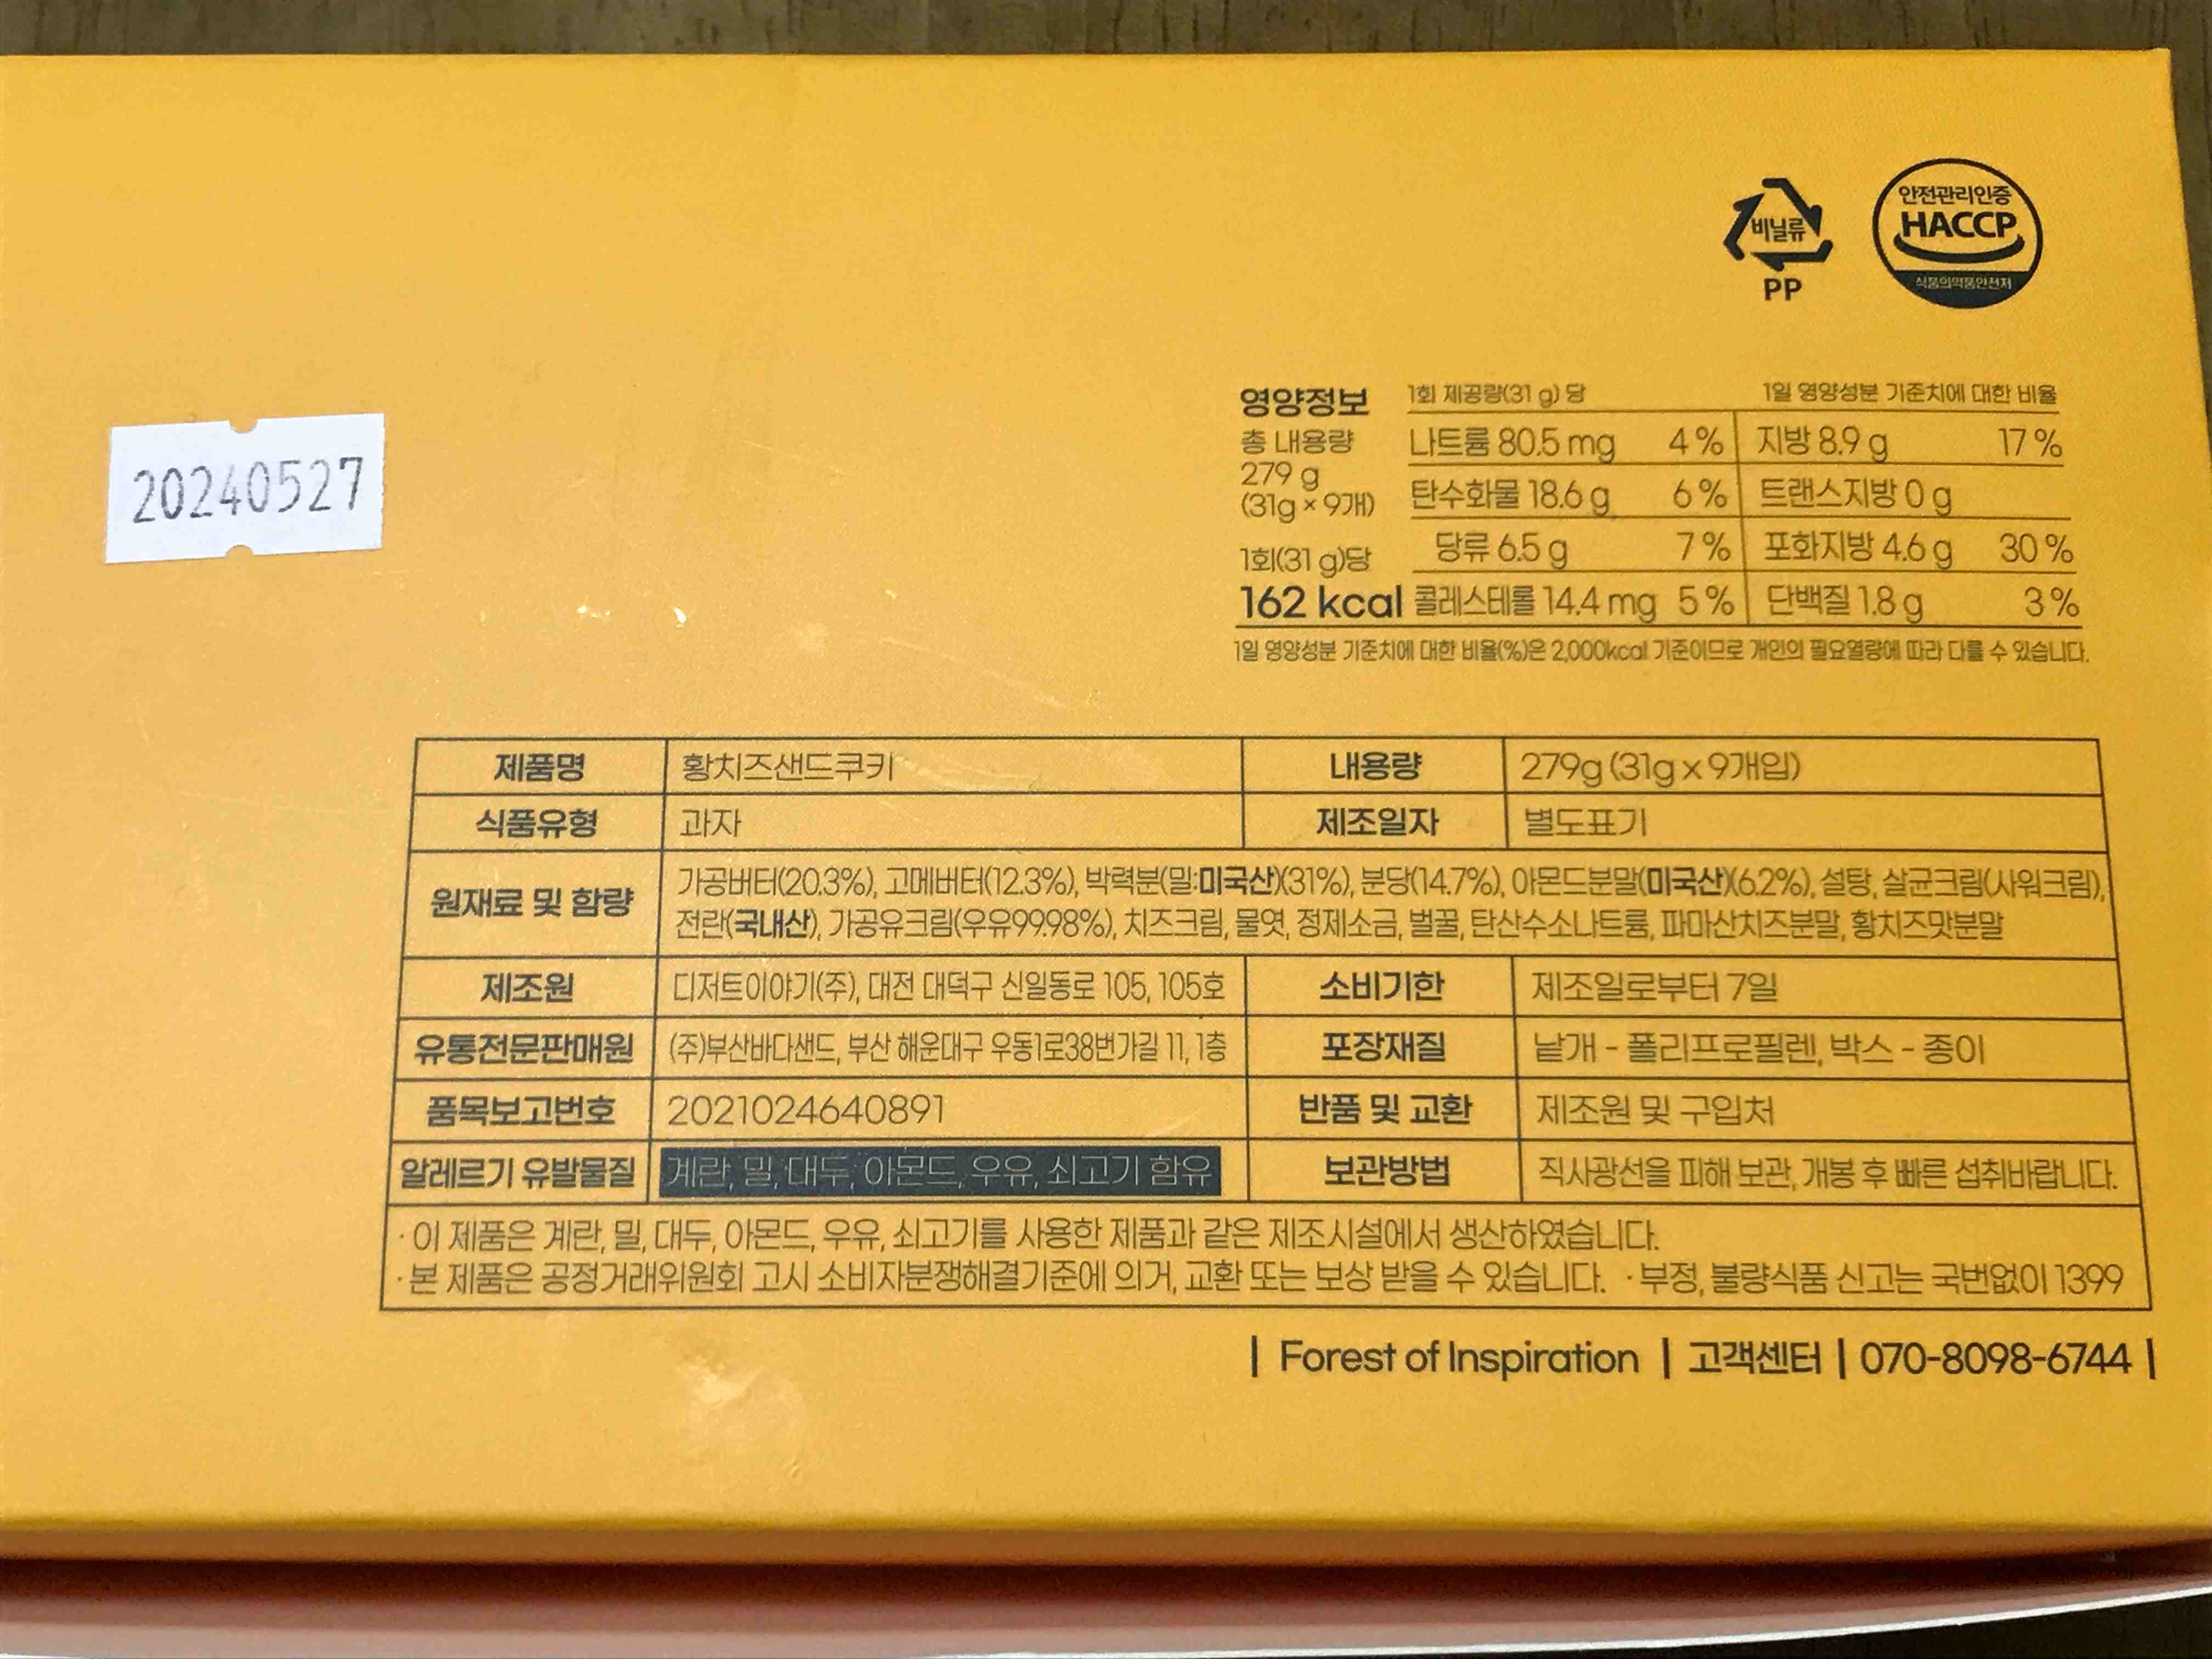 안전관리인증
비닐류
HACCP
식품의약품안전처
PP
20240527
영양정보
총 내용량
279 g
(31g × 9개)
1회(31 g)당
162 kcal
1회 제공량(31 g) 당
1일 영양성분 기준치에 대한 비율
나트륨 80.5 mg 4 %
지방 8.9 g 17 %
탄수화물 18.6 g 6 %
트랜스지방 0 g
당류 6.5 g 7 %
포화지방 4.6 g 30 %
콜레스테롤 14.4 mg 5 %
단백질 1.8 g 3 %
1일 영양성분 기준치에 대한 비율(%)은 2,000kcal 기준이므로 개인의 필요열량에 따라 다를 수 있습니다.
제품명 황치즈샌드쿠키 내용량 279g (31g x 9개입)
식품유형 과자 제조일자 별도표기
원재료 및 함량
가공버터(20.3%), 고메버터(12.3%), 박력분(밀:미국산)(31%), 분당(14.7%), 아몬드분말(미국산)(6.2%), 설탕, 살균크림(사워크림),
전란(국내산), 가공유크림(우유99.98%), 치즈크림, 물엿, 정제소금, 벌꿀, 탄산수소나트륨, 파마산치즈분말, 황치즈맛분말
제조원 디저트이야기(주), 대전 대덕구 신일동로 105, 105호 소비기한 제조일로부터 7일
유통전문판매원 (주)부산바다샌드, 부산 해운대구 우동1로38번가길 11, 1층 포장재질 낱개 - 폴리프로필렌, 박스 - 종이
품목보고번호 2021024640891 반품 및 교환 제조원 및 구입처
알레르기 유발물질 계란, 밀, 대두, 아몬드, 우유, 쇠고기 함유 보관방법 직사광선을 피해 보관, 개봉 후 빠른 섭취바랍니다.
· 이 제품은 계란, 밀, 대두, 아몬드, 우유, 쇠고기를 사용한 제품과 같은 제조시설에서 생산하였습니다.
· 본 제품은 공정거래위원회 고시 소비자분쟁해결기준에 의거, 교환 또는 보상 받을 수 있습니다. · 부정, 불량식품 신고는 국번없이 1399
| Forest of Inspiration | 고객센터 | 070-8098-6744 |